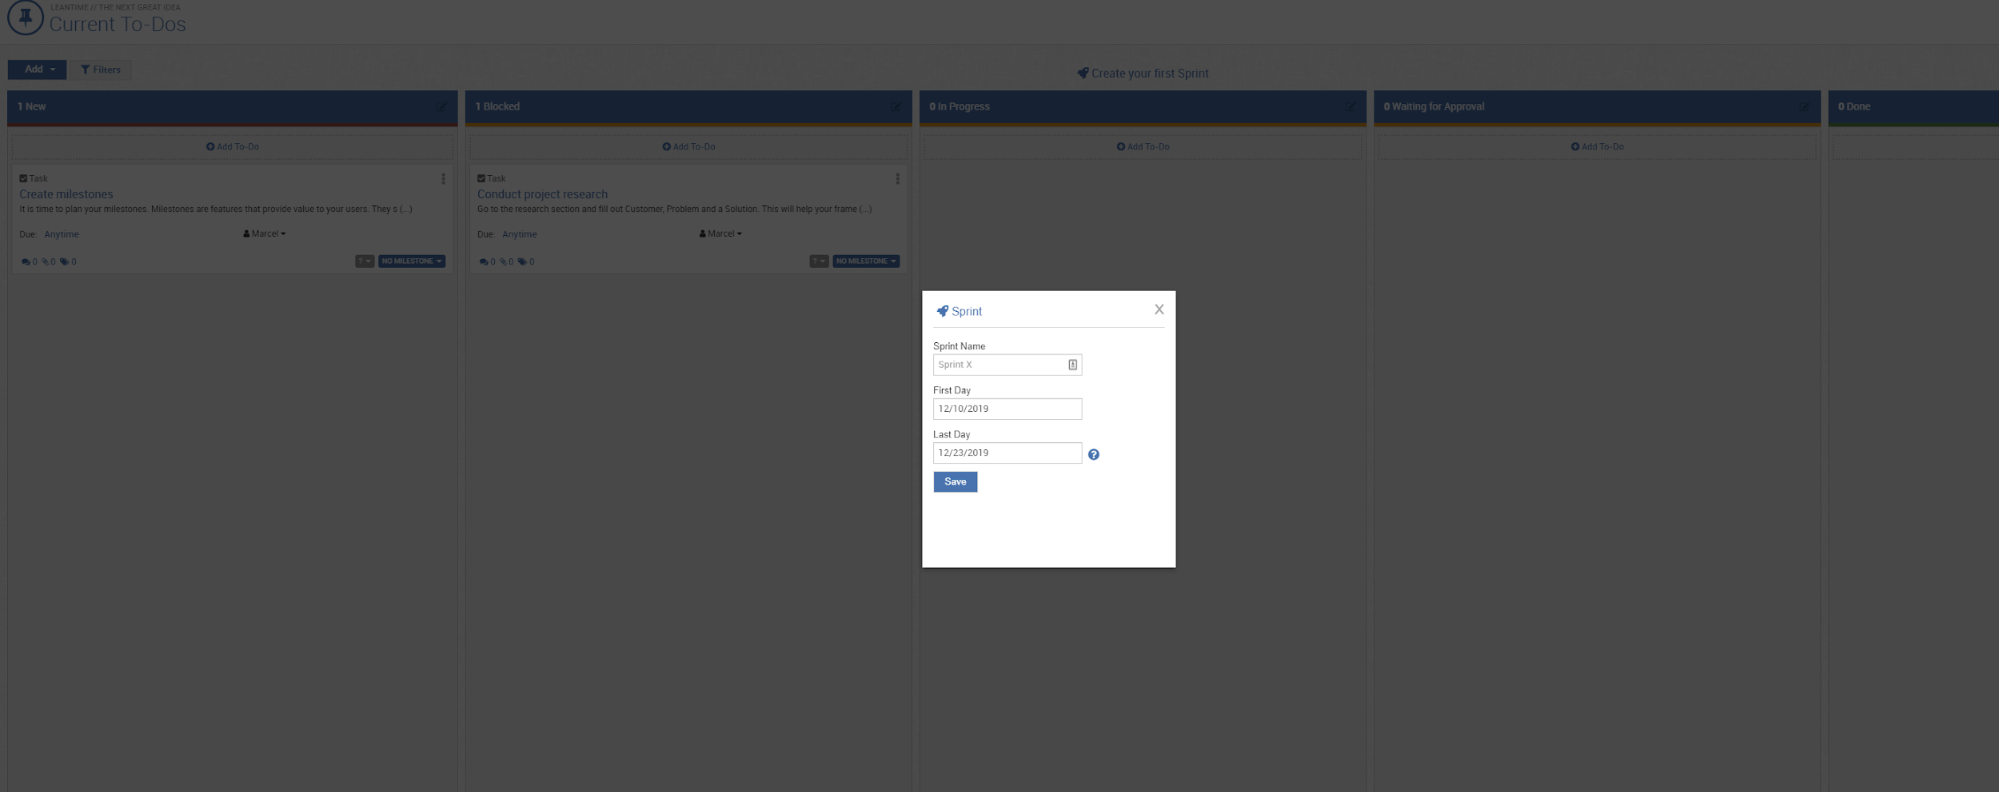 LEANTIME // THE NEXT GREAT IDEA
Current To-Dos
Add
Filters
Create your first Sprint
1 New
1 Blocked
0 In Progress
0 Waiting for Approval
0 Done
Add To-Do
Add To-Do
Add To-Do
Add To-Do
Task
Create milestones
It is time to plan your milestones. Milestones are features that provide value to your users. They s (...)
Due: Anytime
Marcel
0 0 0
? NO MILESTONE
Task
Conduct project research
Go to the research section and fill out Customer, Problem and a Solution. This will help your frame (...)
Due: Anytime
Marcel
0 0 0
? NO MILESTONE
Sprint
X
Sprint Name
Sprint X
First Day
12/10/2019
Last Day
12/23/2019
?
Save